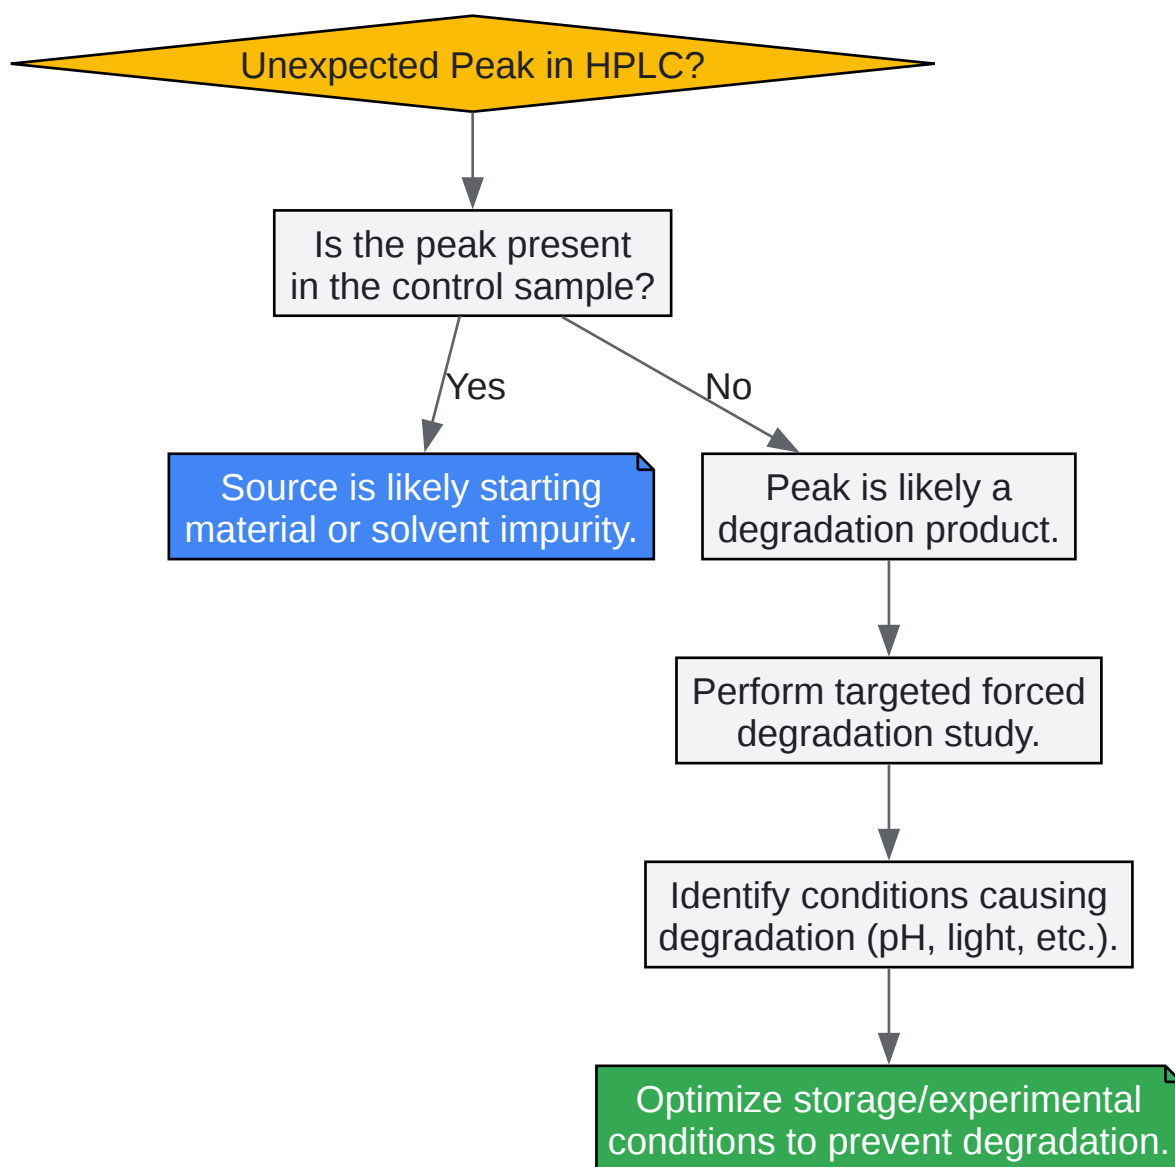 Unexpected Peak in HPLC?
Is the peak present
in the control sample?
Yes
No
Source is likely starting
material or solvent impurity.
Peak is likely a
degradation product.
Perform targeted forced
degradation study.
Identify conditions causing
degradation (pH, light, etc.).
Optimize storage/experimental
conditions to prevent degradation.